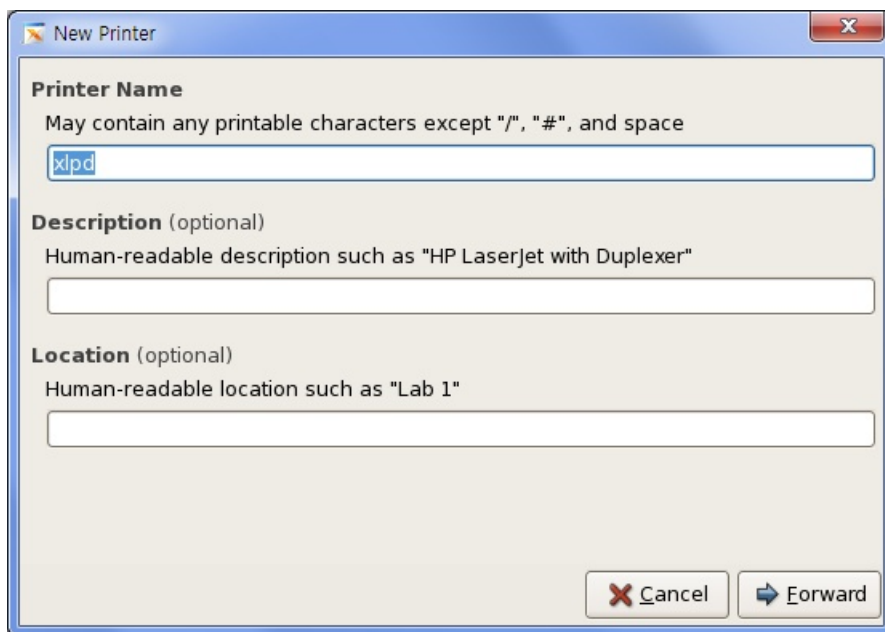 New Printer
Printer Name
May contain any printable characters except "/", "#", and space
xlpd
Description (optional)
Human-readable description such as "HP LaserJet with Duplexer"
Location (optional)
Human-readable location such as "Lab 1"
Cancel
Forward